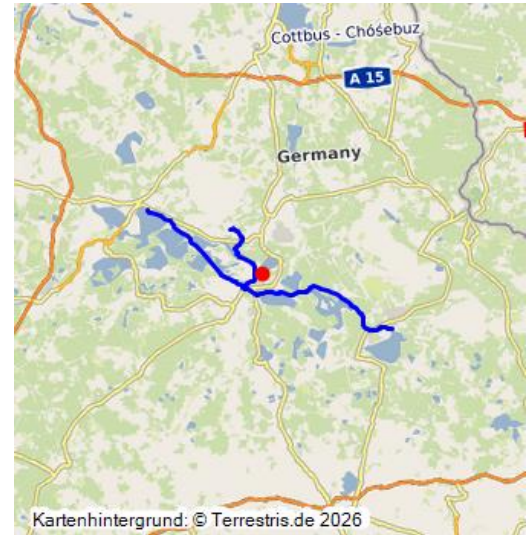 Cottbus - Chóśebuz
A 15
Germany
Kartenhintergrund: © Terrestris.de 2026